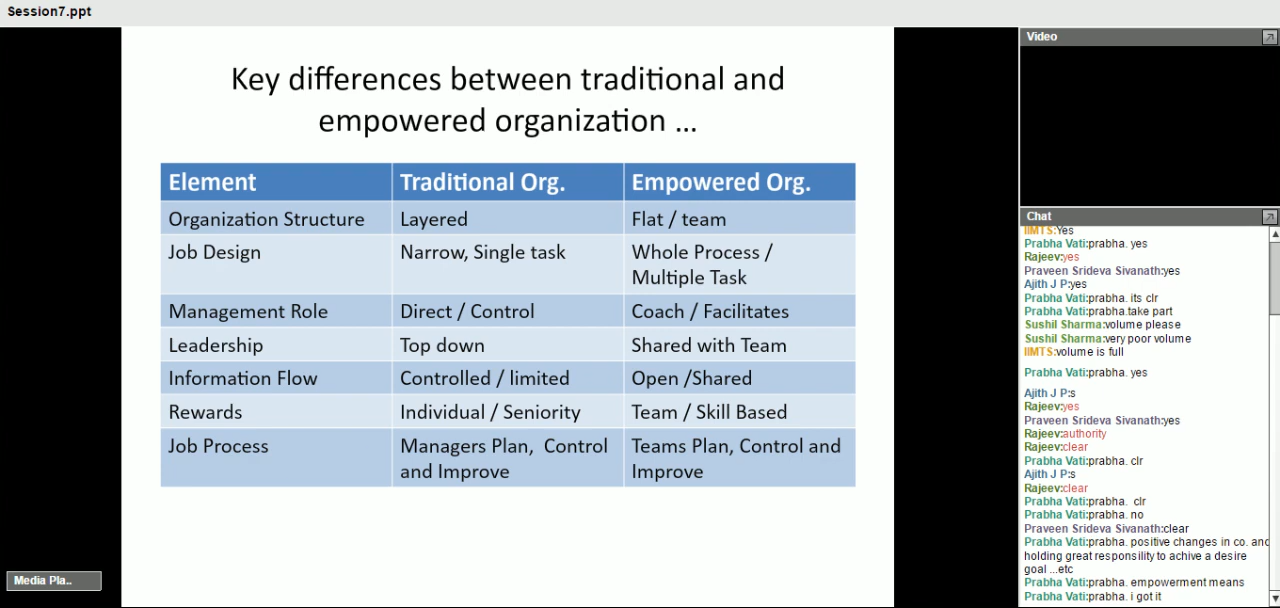 Session7.ppt
Key differences between traditional and
empowered organization ...
Element Traditional Org. Empowered Org.
Organization Structure Layered Flat / team
Job Design Narrow, Single task Whole Process /
Multiple Task
Management Role Direct / Control Coach / Facilitates
Leadership Top down Shared with Team
Information Flow Controlled / limited Open /Shared
Rewards Individual / Seniority Team / Skill Based
Job Process Managers Plan, Control Teams Plan, Control and
and Improve Improve
Media Pla..
Video
Chat
IIMTS:Yes
Prabha Vati:prabha. yes
Rajeev:yes
Praveen Srideva Sivanath:yes
Ajith J P:yes
Prabha Vati:prabha. its clr
Prabha Vati:prabha.take part
Sushil Sharma:volume please
Sushil Sharma:very poor volume
IIMTS:volume is full
Prabha Vati:prabha. yes
Ajith J P:s
Rajeev:yes
Praveen Srideva Sivanath:yes
Rajeev:authority
Rajeev:clear
Prabha Vati:prabha. clr
Ajith J P:s
Rajeev:clear
Prabha Vati:prabha. clr
Prabha Vati:prabha. no
Praveen Srideva Sivanath:clear
Prabha Vati:prabha. positive changes in co. and
holding great responsility to achive a desire
goal ...etc
Prabha Vati:prabha. empowerment means
Prabha Vati:prabha. i got it